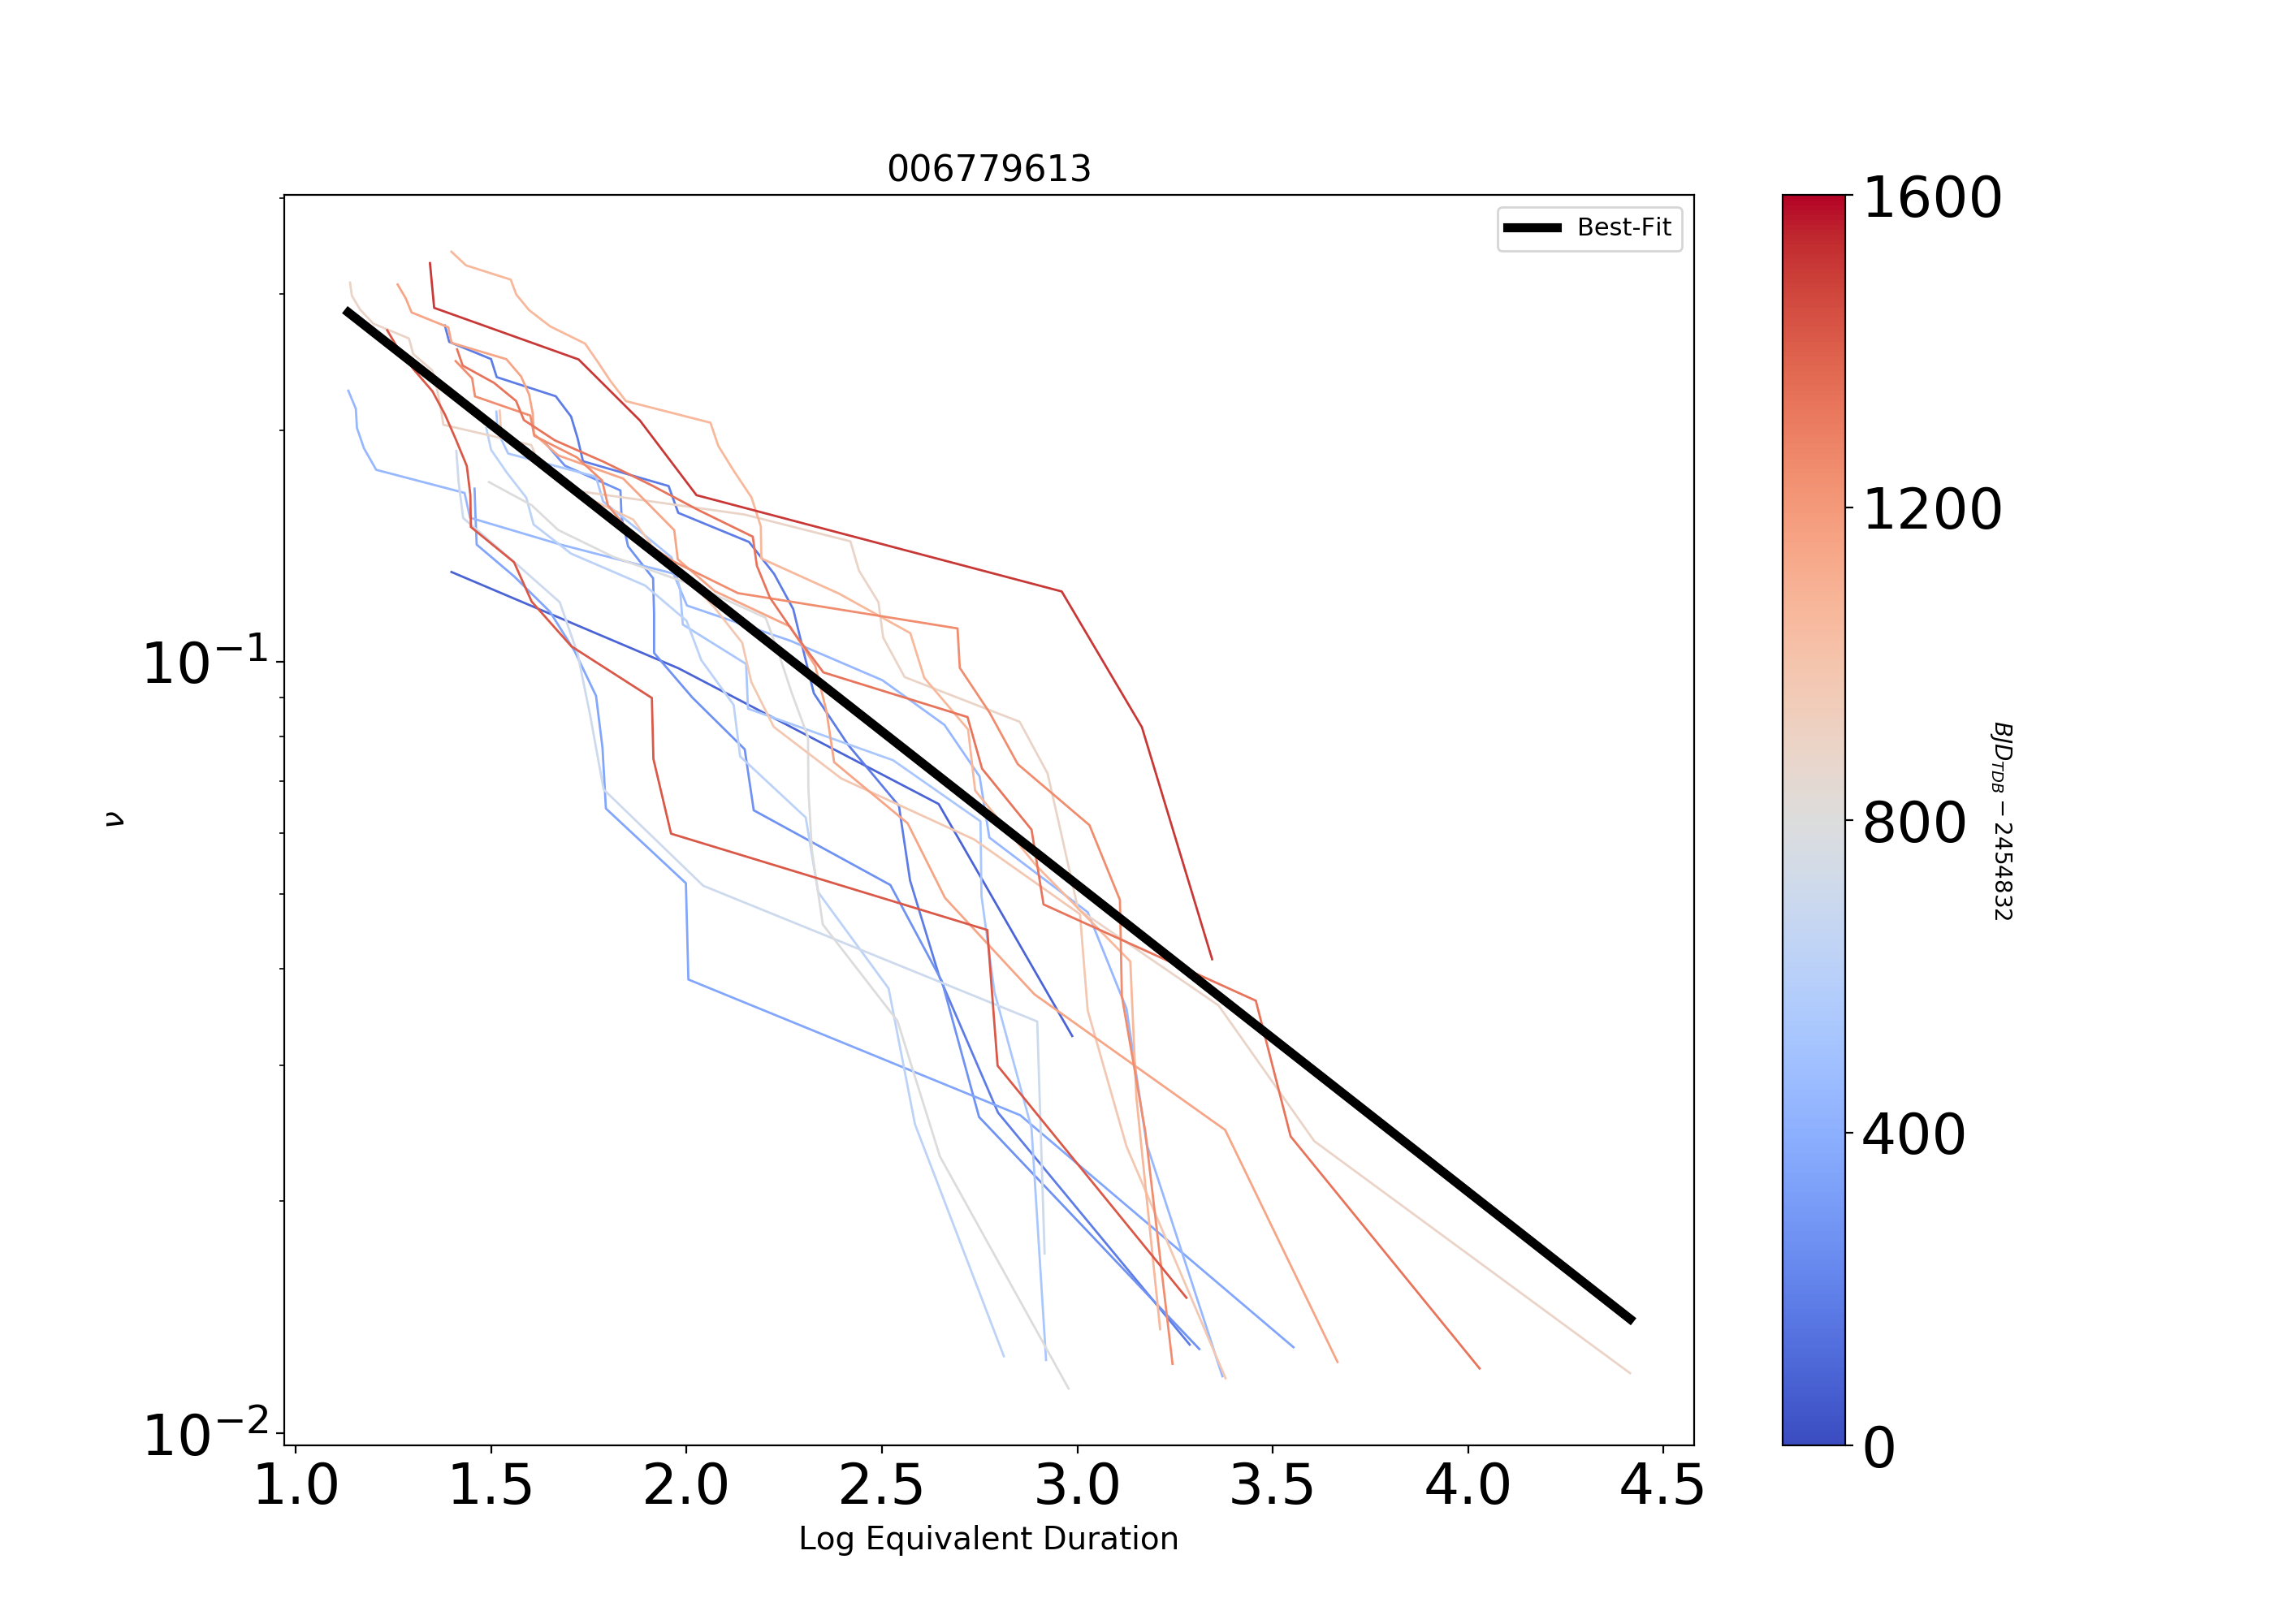 006779613
Best-Fit
10⁻¹
10⁻²
ν
1.0 1.5 2.0 2.5 3.0 3.5 4.0 4.5
Log Equivalent Duration
1600
1200
800
400
0
BJD_TDB − 2454832